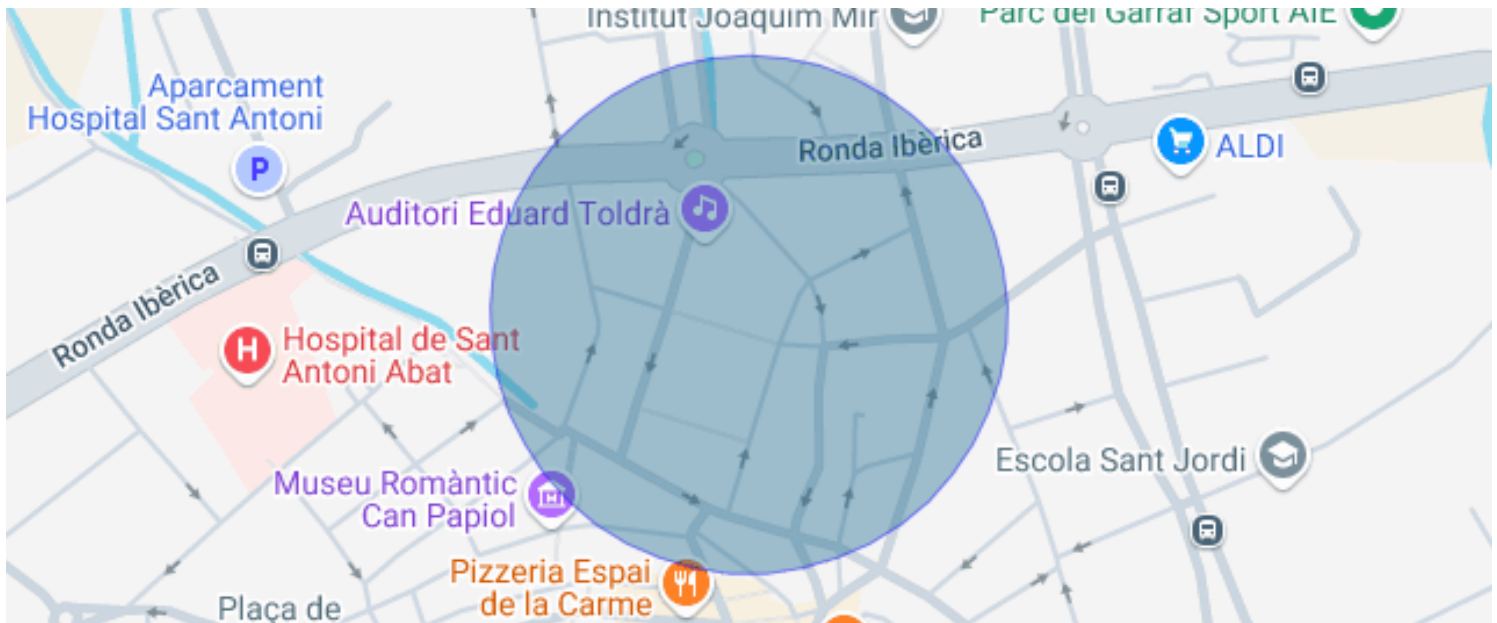 Institut Joaquim Mir
Parc del Garraf Sport AIE
Aparcament
Hospital Sant Antoni
P
Ronda Ibèrica
ALDI
Auditori Eduard Toldrà
Ronda Ibèrica
H
Hospital de Sant
Antoni Abat
Escola Sant Jordi
Museu Romàntic
Can Papiol
Pizzeria Espai
de la Carme
Plaça de